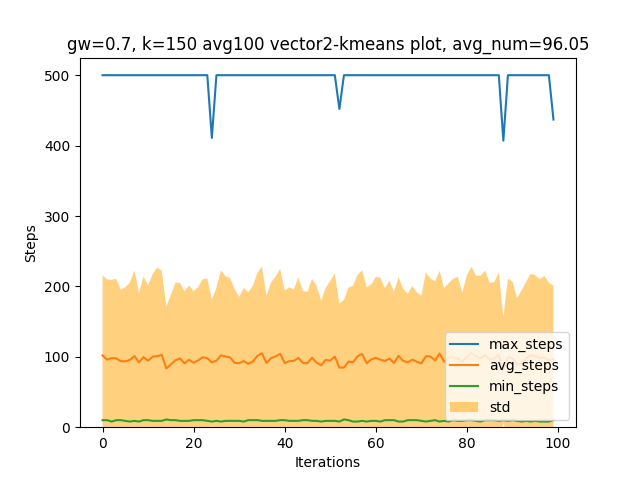 gw=0.7, k=150 avg100 vector2-kmeans plot, avg_num=96.05
Steps
500
400
300
200
100
0
0 20 40 60 80 100
Iterations
max_steps
avg_steps
min_steps
std